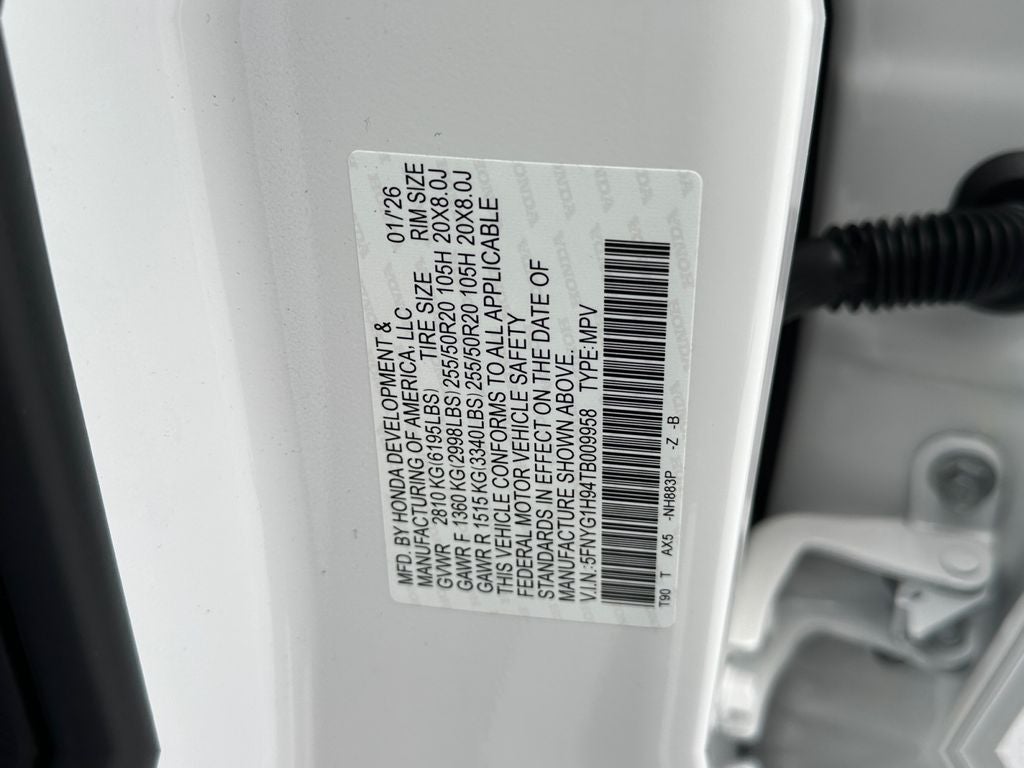 MFD. BY HONDA DEVELOPMENT &
MANUFACTURING OF AMERICA, LLC 01/'26
GVWR 2810 KG(6195LBS) TIRE SIZE RIM SIZE
GAWR F 1360 KG(2998LBS) 255/50R20 105H 20X8.0J
GAWR R 1515 KG(3340LBS) 255/50R20 105H 20X8.0J
THIS VEHICLE CONFORMS TO ALL APPLICABLE
FEDERAL MOTOR VEHICLE SAFETY
STANDARDS IN EFFECT ON THE DATE OF
MANUFACTURE SHOWN ABOVE.
V.I.N.:5FNYG1H94TB009958 TYPE:MPV
T90 T AX5 -NH883P -Z -B